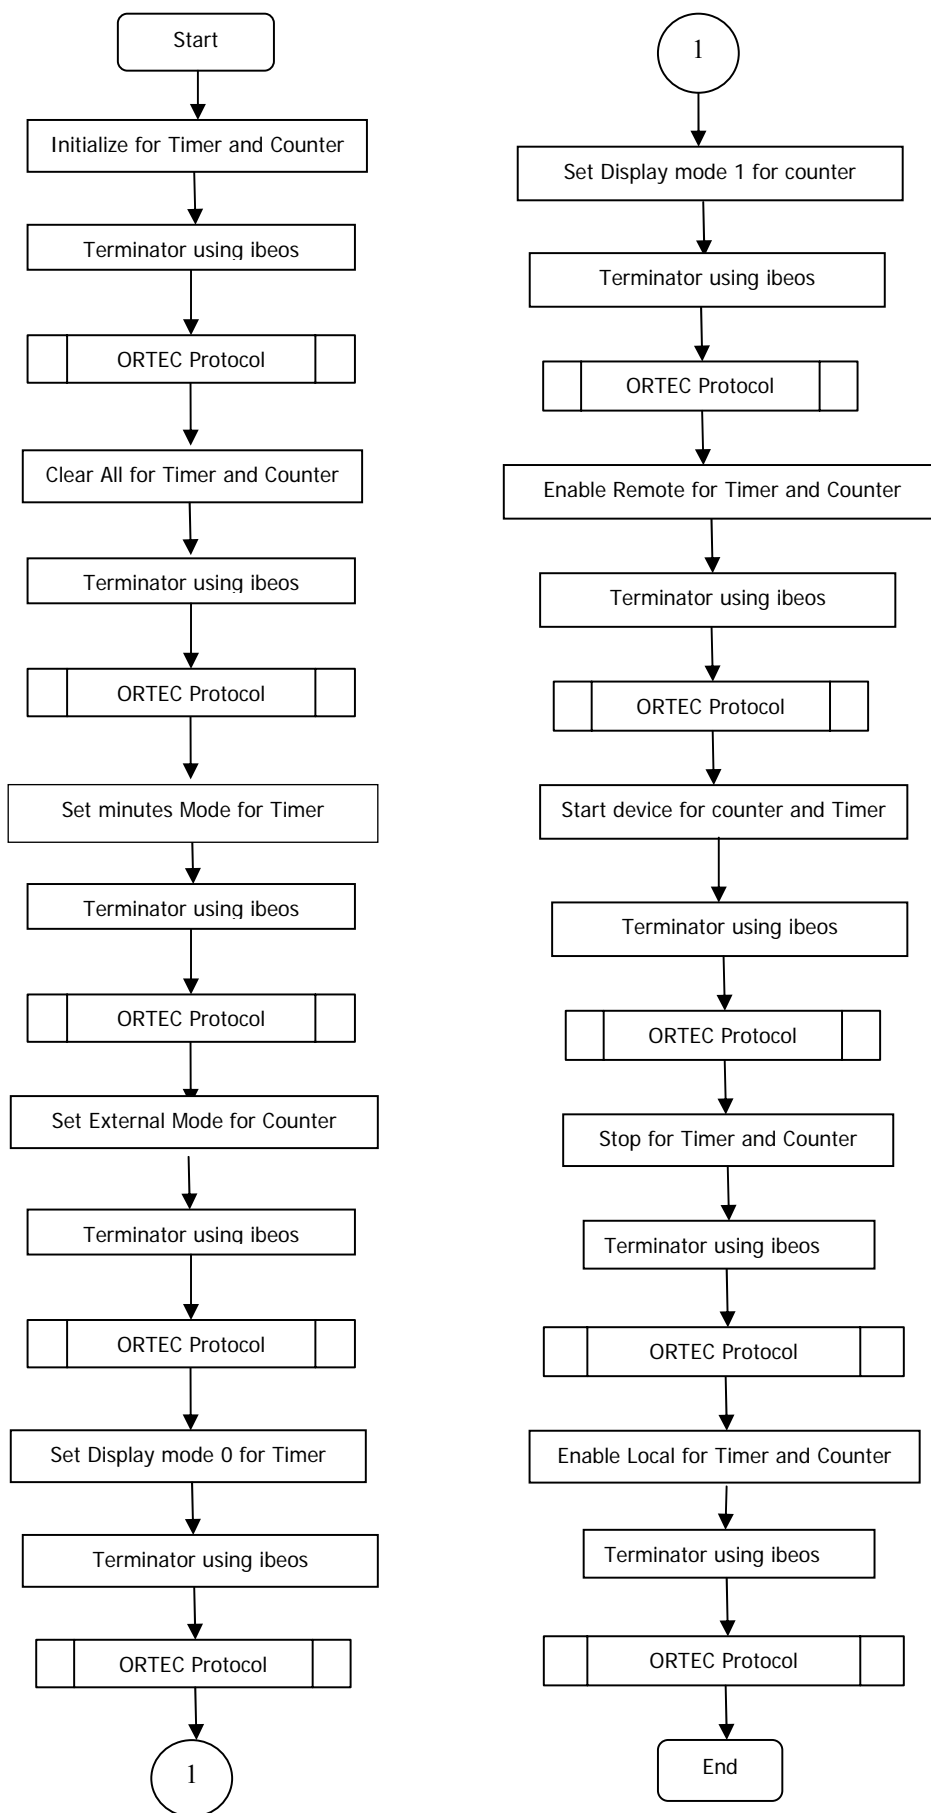 Start
Initialize for Timer and Counter
Terminator using ibeos
ORTEC Protocol
Clear All for Timer and Counter
Terminator using ibeos
ORTEC Protocol
Set minutes Mode for Timer
Terminator using ibeos
ORTEC Protocol
Set External Mode for Counter
Terminator using ibeos
ORTEC Protocol
Set Display mode 0 for Timer
Terminator using ibeos
ORTEC Protocol
1
1
Set Display mode 1 for counter
Terminator using ibeos
ORTEC Protocol
Enable Remote for Timer and Counter
Terminator using ibeos
ORTEC Protocol
Start device for counter and Timer
Terminator using ibeos
ORTEC Protocol
Stop for Timer and Counter
Terminator using ibeos
ORTEC Protocol
Enable Local for Timer and Counter
Terminator using ibeos
ORTEC Protocol
End